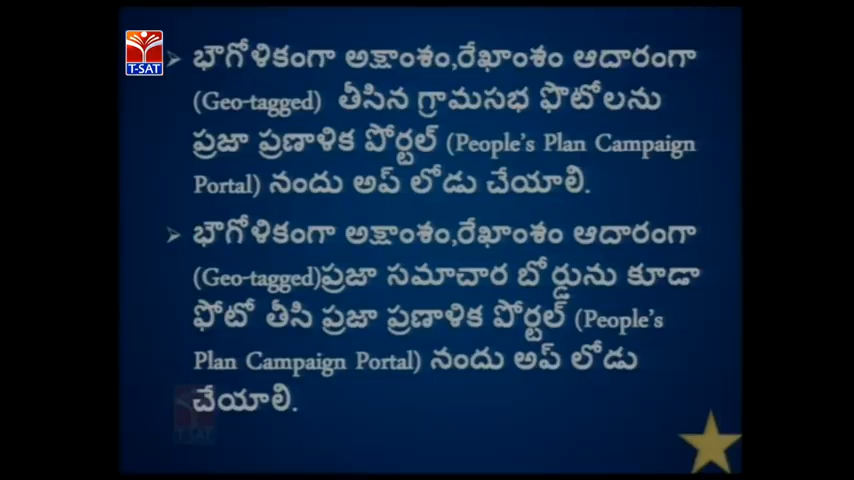 T-SAT
➢ భౌగోళికంగా అక్షాంశం,రేఖాంశం ఆదారంగా
(Geo-tagged) తీసిన గ్రామసభ ఫొటోలను
ప్రజా ప్రణాళిక పోర్టల్ (People's Plan Campaign
Portal) నందు అప్ లోడు చేయాలి.
➢ భౌగోళికంగా అక్షాంశం,రేఖాంశం ఆదారంగా
(Geo-tagged)ప్రజా సమాచార బోర్డును కూడా
ఫోటో తీసి ప్రజా ప్రణాళిక పోర్టల్ (People's
Plan Campaign Portal) నందు అప్ లోడు
చేయాలి.
T-SAT